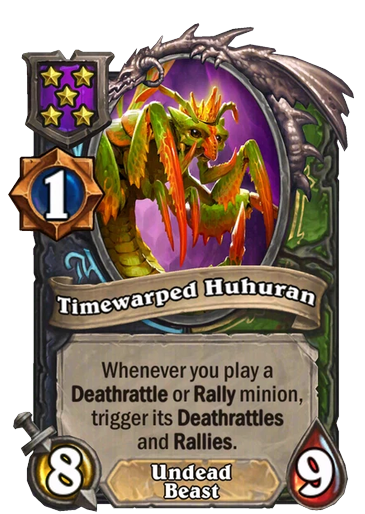 1
Timewarped Huhuran
Whenever you play a
Deathrattle or Rally minion,
trigger its Deathrattles
and Rallies.
8
Undead
Beast
9